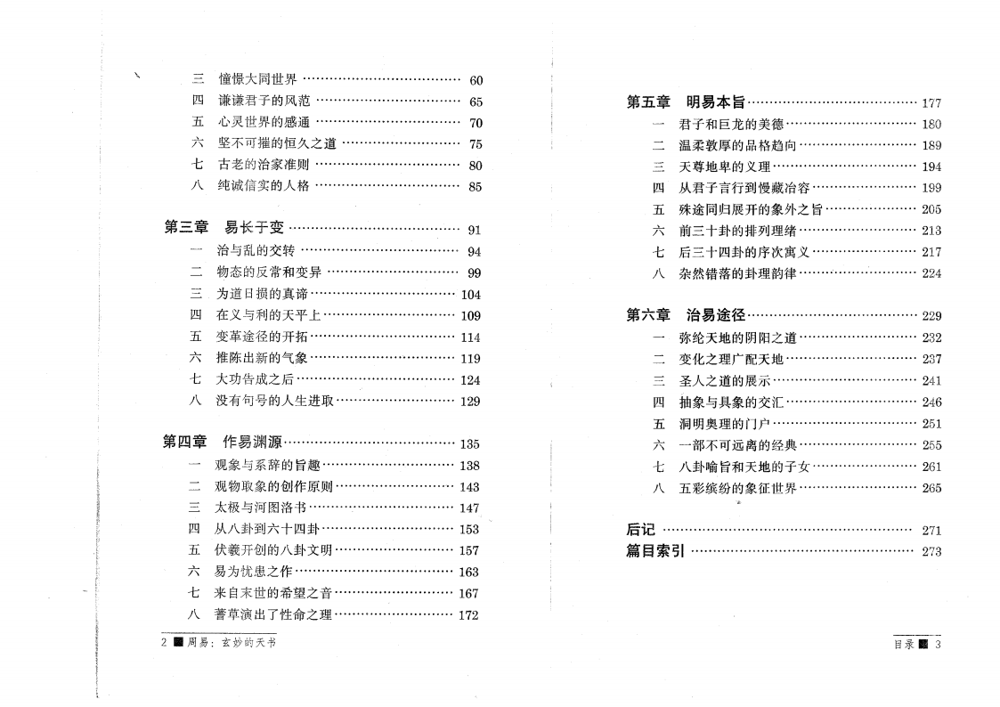 三 憧憬大同世界 …………………………… 60
四 谦谦君子的风范 …………………………… 65
五 心灵世界的感通 …………………………… 70
六 坚不可摧的恒久之道 …………………………… 75
七 古老的治家准则 …………………………… 80
八 纯诚信实的人格 …………………………… 85
第三章 易长于变 …………………………… 91
一 治与乱的交转 …………………………… 94
二 物态的反常和变异 …………………………… 99
三 为道日损的真谛 …………………………… 104
四 在义与利的天平上 …………………………… 109
五 变革途径的开拓 …………………………… 114
六 推陈出新的气象 …………………………… 119
七 大功告成之后 …………………………… 124
八 没有句号的人生进取 …………………………… 129
第四章 作易渊源 …………………………… 135
一 观象与系辞的旨趣 …………………………… 138
二 观物取象的创作原则 …………………………… 143
三 太极与河图洛书 …………………………… 147
四 从八卦到六十四卦 …………………………… 153
五 伏羲开创的八卦文明 …………………………… 157
六 易为忧患之作 …………………………… 163
七 来自末世的希望之音 …………………………… 167
八 蓍草演出了性命之理 …………………………… 172
2 ■ 周易：玄妙的天书
第五章 明易本旨 …………………………… 177
一 君子和巨龙的美德 …………………………… 180
二 温柔敦厚的品格趋向 …………………………… 189
三 天尊地卑的义理 …………………………… 194
四 从君子言行到慢藏冶容 …………………………… 199
五 殊途同归展开的象外之旨 …………………………… 205
六 前三十卦的排列理绪 …………………………… 213
七 后三十四卦的序次寓义 …………………………… 217
八 杂然错落的卦理韵律 …………………………… 224
第六章 治易途径 …………………………… 229
一 弥纶天地的阴阳之道 …………………………… 232
二 变化之理广配天地 …………………………… 237
三 圣人之道的展示 …………………………… 241
四 抽象与具象的交汇 …………………………… 246
五 洞明奥理的门户 …………………………… 251
六 一部不可远离的经典 …………………………… 255
七 八卦喻旨和天地的子女 …………………………… 261
八 五彩缤纷的象征世界 …………………………… 265
后记 …………………………… 271
篇目索引 …………………………… 273
目录 ■ 3